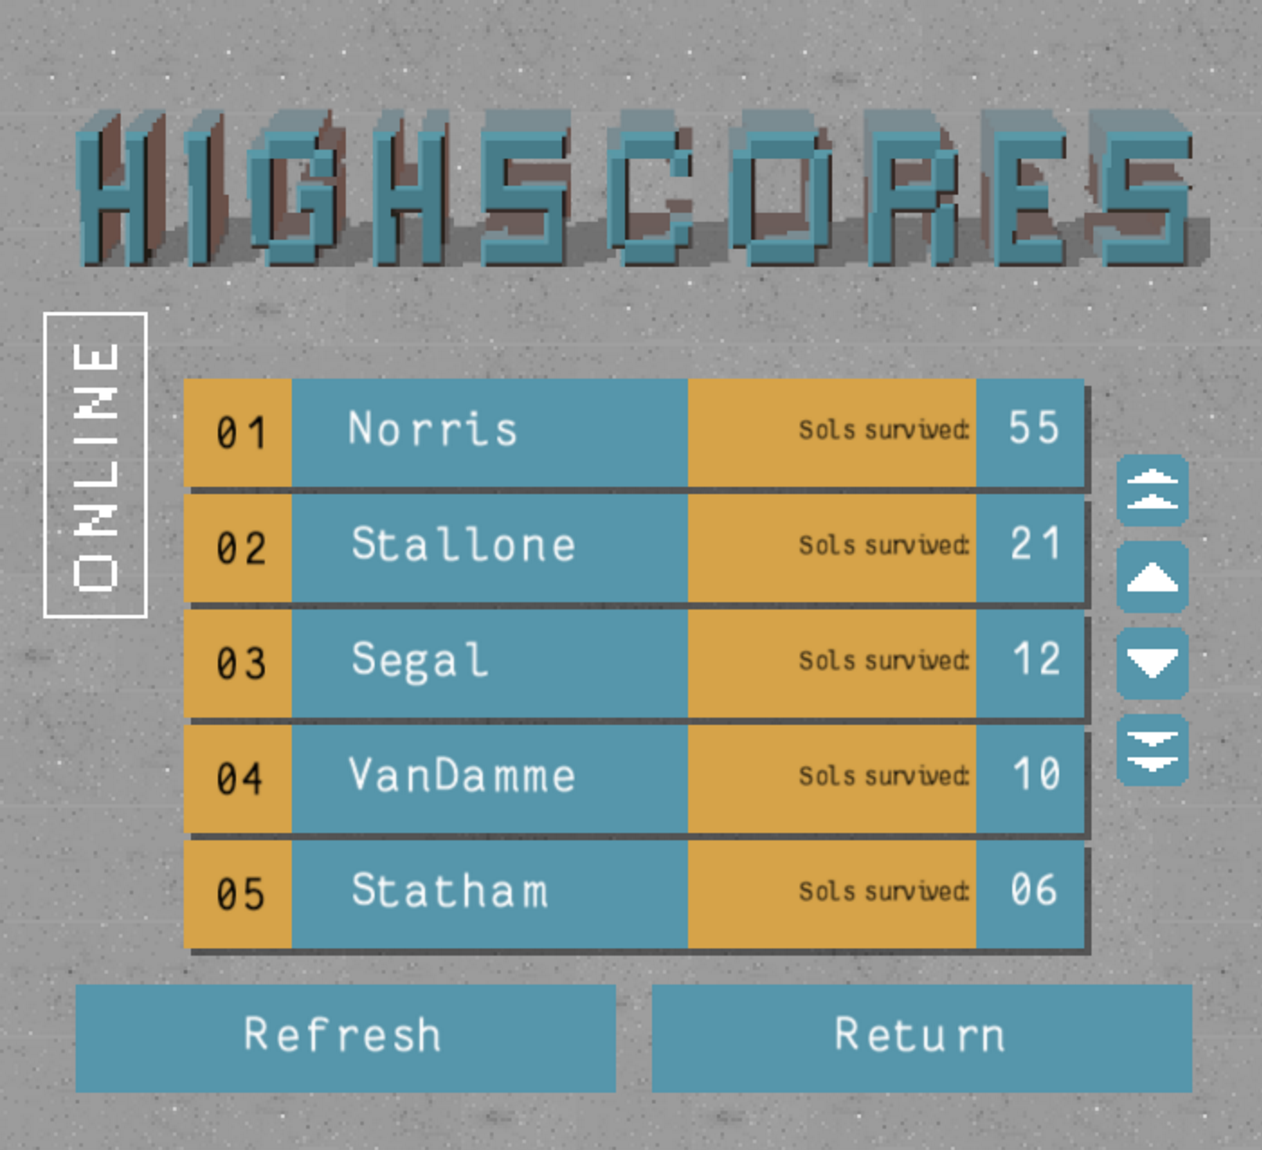 HIGHSCORES
ONLINE
01 Norris Sols survived: 55
02 Stallone Sols survived: 21
03 Segal Sols survived: 12
04 VanDamme Sols survived: 10
05 Statham Sols survived: 06
Refresh Return